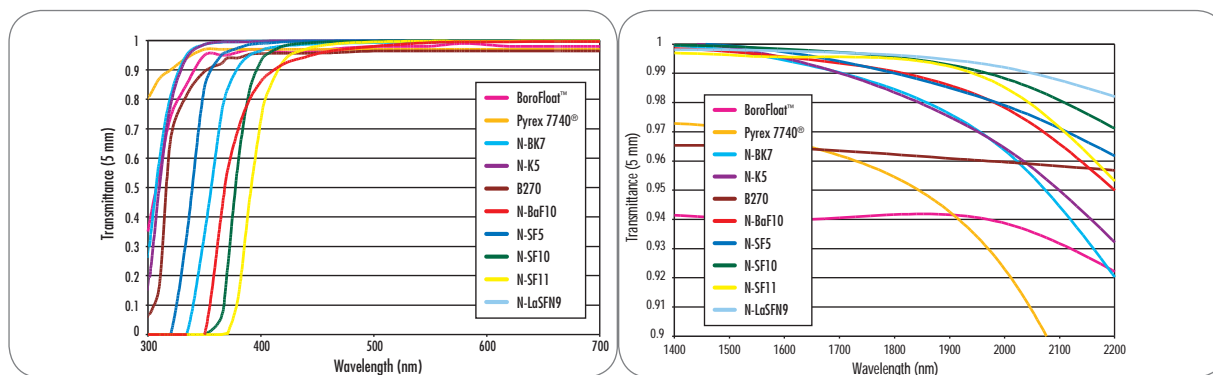 Transmittance (5 mm)
1
0.9
0.8
0.7
0.6
0.5
0.4
0.3
0.2
0.1
0
300
400
500
600
700
Wavelength (nm)
BoroFloat™
Pyrex 7740®
N-BK7
N-K5
B270
N-BaF10
N-SF5
N-SF10
N-SF11
N-LaSFN9
Transmittance (5 mm)
1
0.99
0.98
0.97
0.96
0.95
0.94
0.93
0.92
0.91
0.9
1400
1500
1600
1700
1800
1900
2000
2100
2200
Wavelength (nm)
BoroFloat™
Pyrex 7740®
N-BK7
N-K5
B270
N-BaF10
N-SF5
N-SF10
N-SF11
N-LaSFN9